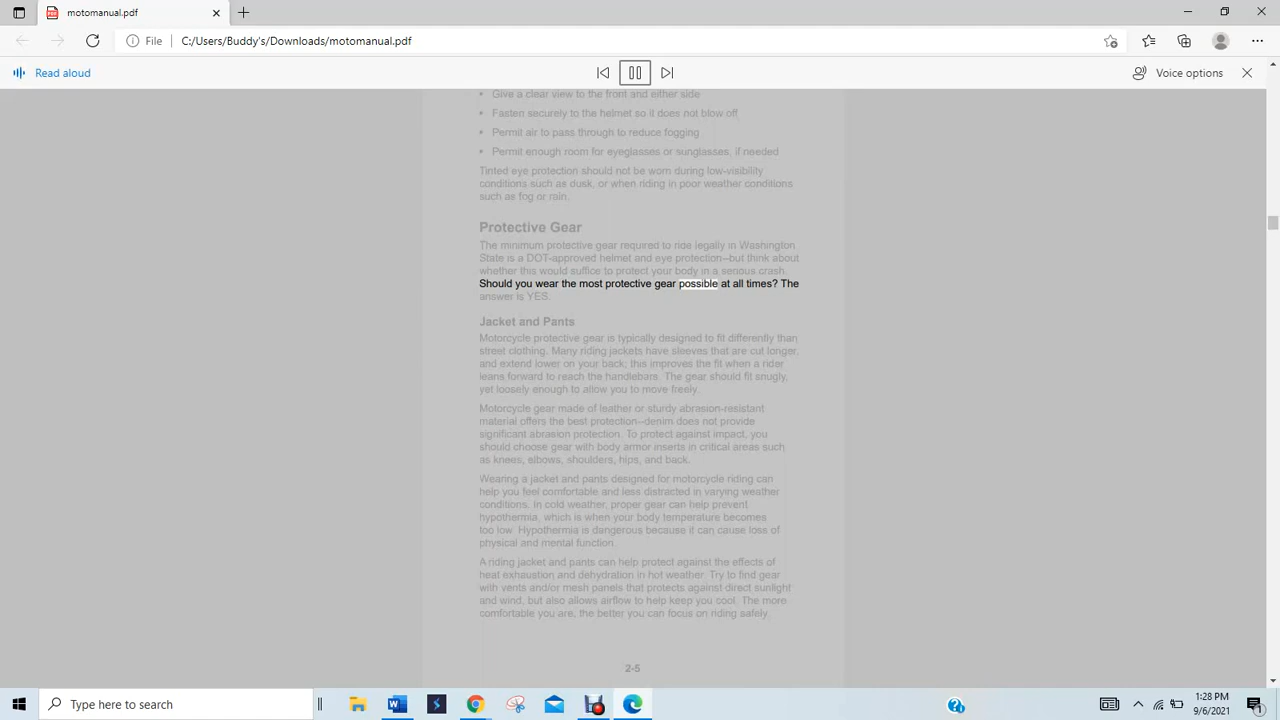 motomanual.pdf
File
C:/Users/Buddy's/Downloads/motomanual.pdf
Read aloud
Voice options
• Give a clear view to the front and either side
• Fasten securely to the helmet so it does not blow off
• Permit air to pass through to reduce fogging
• Permit enough room for eyeglasses or sunglasses, if needed
Tinted eye protection should not be worn during low-visibility
conditions such as dusk, or when riding in poor weather conditions
such as fog or rain.
Protective Gear
The minimum protective gear required to ride legally in Washington
State is a DOT-approved helmet and eye protection--but think about
whether this would suffice to protect your body in a serious crash.
Should you wear the most protective gear possible at all times? The
answer is YES.
Jacket and Pants
Motorcycle protective gear is typically designed to fit differently than
street clothing. Many riding jackets have sleeves that are cut longer,
and extend lower on your back; this improves the fit when a rider
leans forward to reach the handlebars. The gear should fit snugly,
yet loosely enough to allow you to move freely.
Motorcycle gear made of leather or sturdy abrasion-resistant
material offers the best protection--denim does not provide
significant abrasion protection. To protect against impact, you
should choose gear with body armor inserts in critical areas such
as knees, elbows, shoulders, hips, and back.
Wearing a jacket and pants designed for motorcycle riding can
help you feel comfortable and less distracted in varying weather
conditions. In cold weather, proper gear can help prevent
hypothermia, which is when your body temperature becomes
too low. Hypothermia is dangerous because it can cause loss of
physical and mental function.
A riding jacket and pants can help protect against the effects of
heat exhaustion and dehydration in hot weather. Try to find gear
with vents and/or mesh panels that protects against direct sunlight
and wind, but also allows airflow to help keep you cool. The more
comfortable you are, the better you can focus on riding safely.
2-5
Type here to search
1:28 PM
9/6/2021